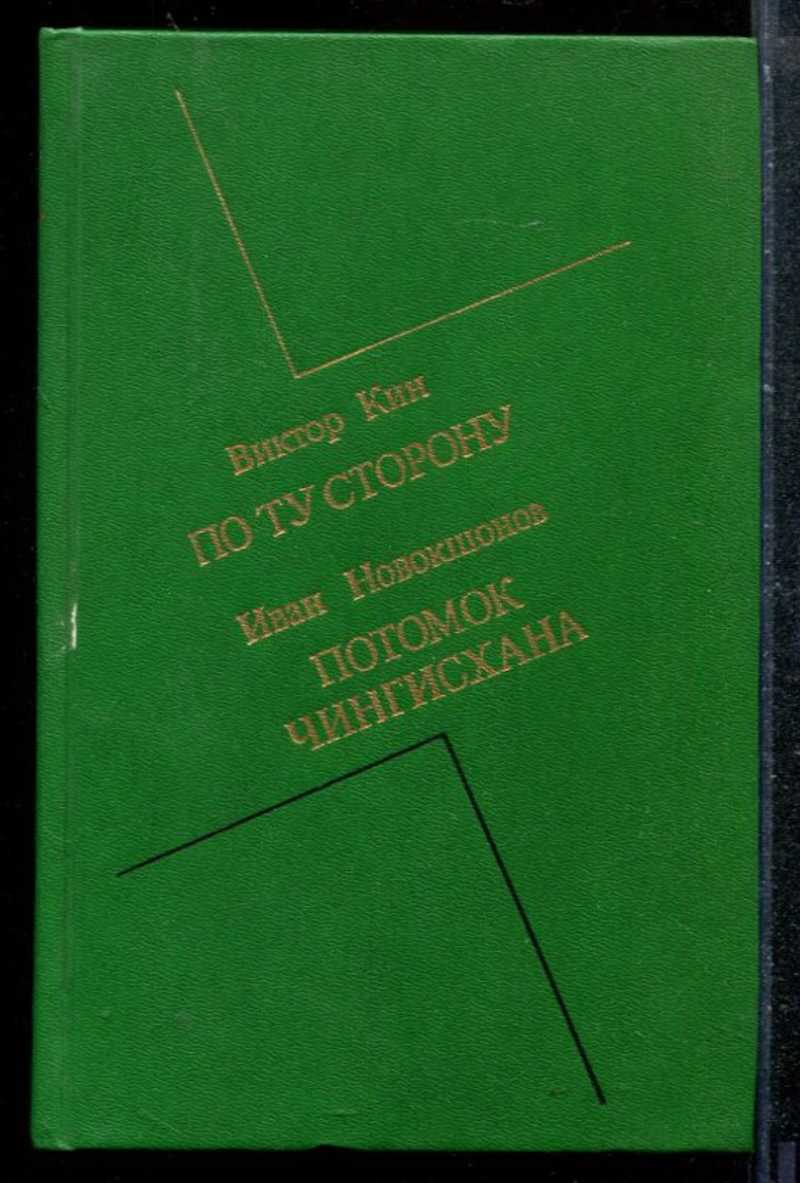 Виктор Кин
ПО ТУ СТОРОНУ
Иван Новокшонов
ПОТОМОК
ЧИНГИСХАНА